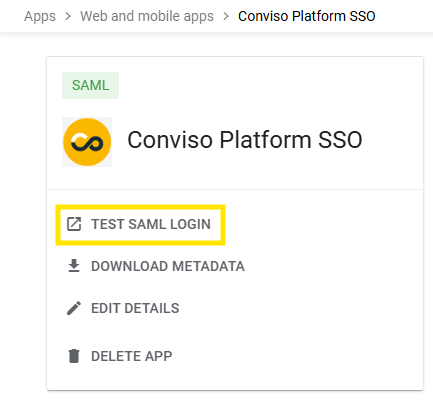 Apps > Web and mobile apps > Conviso Platform SSO
SAML
Conviso Platform SSO
TEST SAML LOGIN
DOWNLOAD METADATA
EDIT DETAILS
DELETE APP